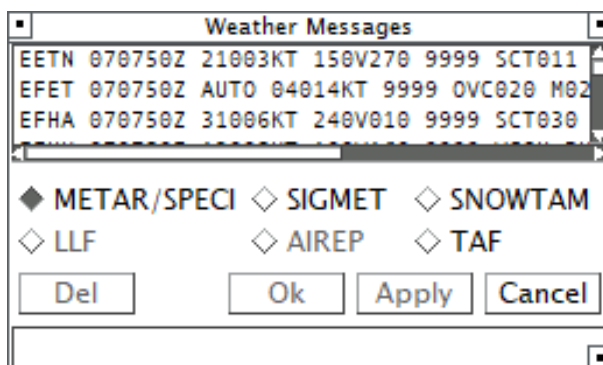 Weather Messages
EETN 070750Z 21003KT 150V270 9999 SCT011
EFET 070750Z AUTO 04014KT 9999 OVC020 M02
EFHA 070750Z 31006KT 240V010 9999 SCT030
METAR/SPECI SIGMET SNOWTAM
LLF AIREP TAF
Del Ok Apply Cancel